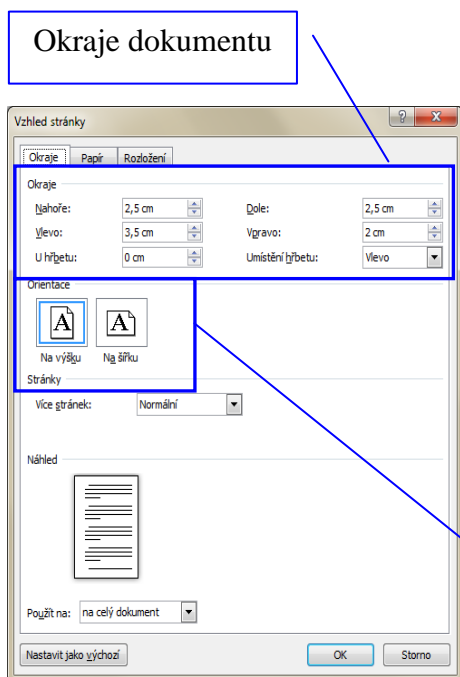 Okraje dokumentu
Vzhled stránky
Okraje Papír Rozložení
Okraje
Nahoře: 2,5 cm Dole: 2,5 cm
Vlevo: 3,5 cm Vpravo: 2 cm
U hřbetu: 0 cm Umístění hřbetu: Vlevo
Orientace
A A
Na výšku Na šířku
Stránky
Více stránek: Normální
Náhled
Použít na: na celý dokument
Nastavit jako výchozí OK Storno